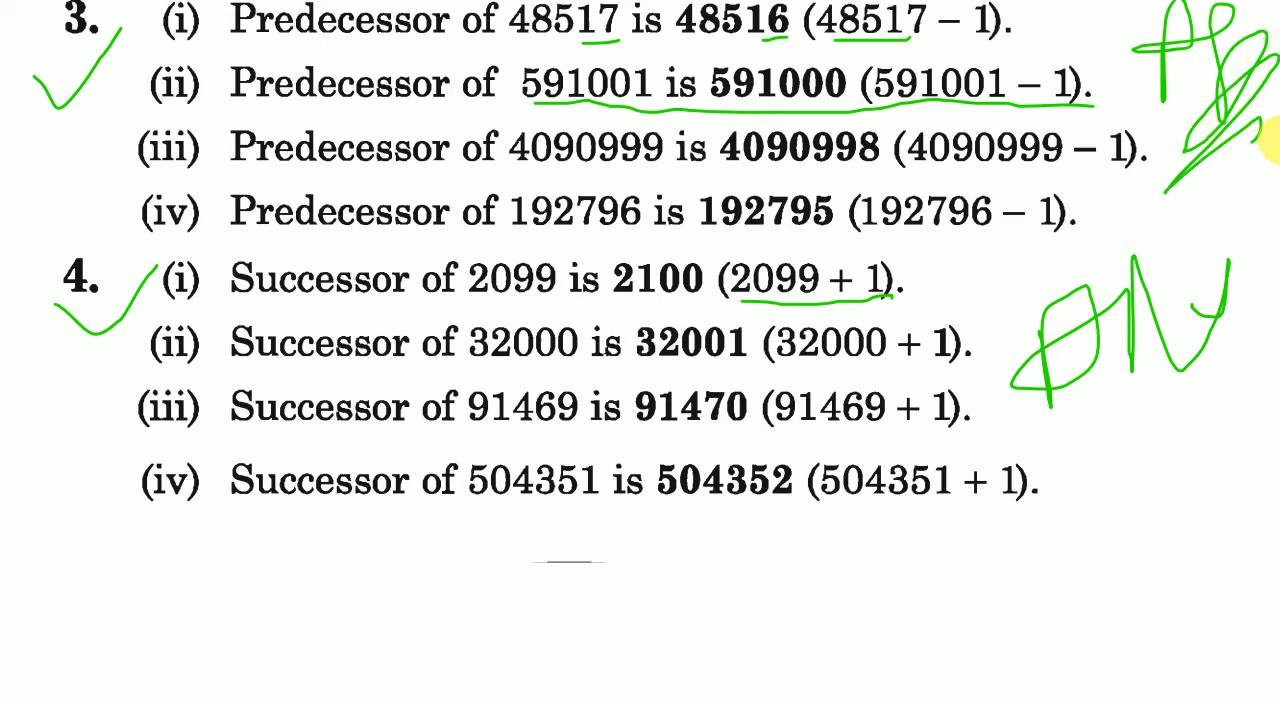 3. (i) Predecessor of 48517 is 48516 (48517 – 1).
(ii) Predecessor of 591001 is 591000 (591001 – 1).
(iii) Predecessor of 4090999 is 4090998 (4090999 – 1).
(iv) Predecessor of 192796 is 192795 (192796 – 1).
4. (i) Successor of 2099 is 2100 (2099 + 1).
(ii) Successor of 32000 is 32001 (32000 + 1).
(iii) Successor of 91469 is 91470 (91469 + 1).
(iv) Successor of 504351 is 504352 (504351 + 1).